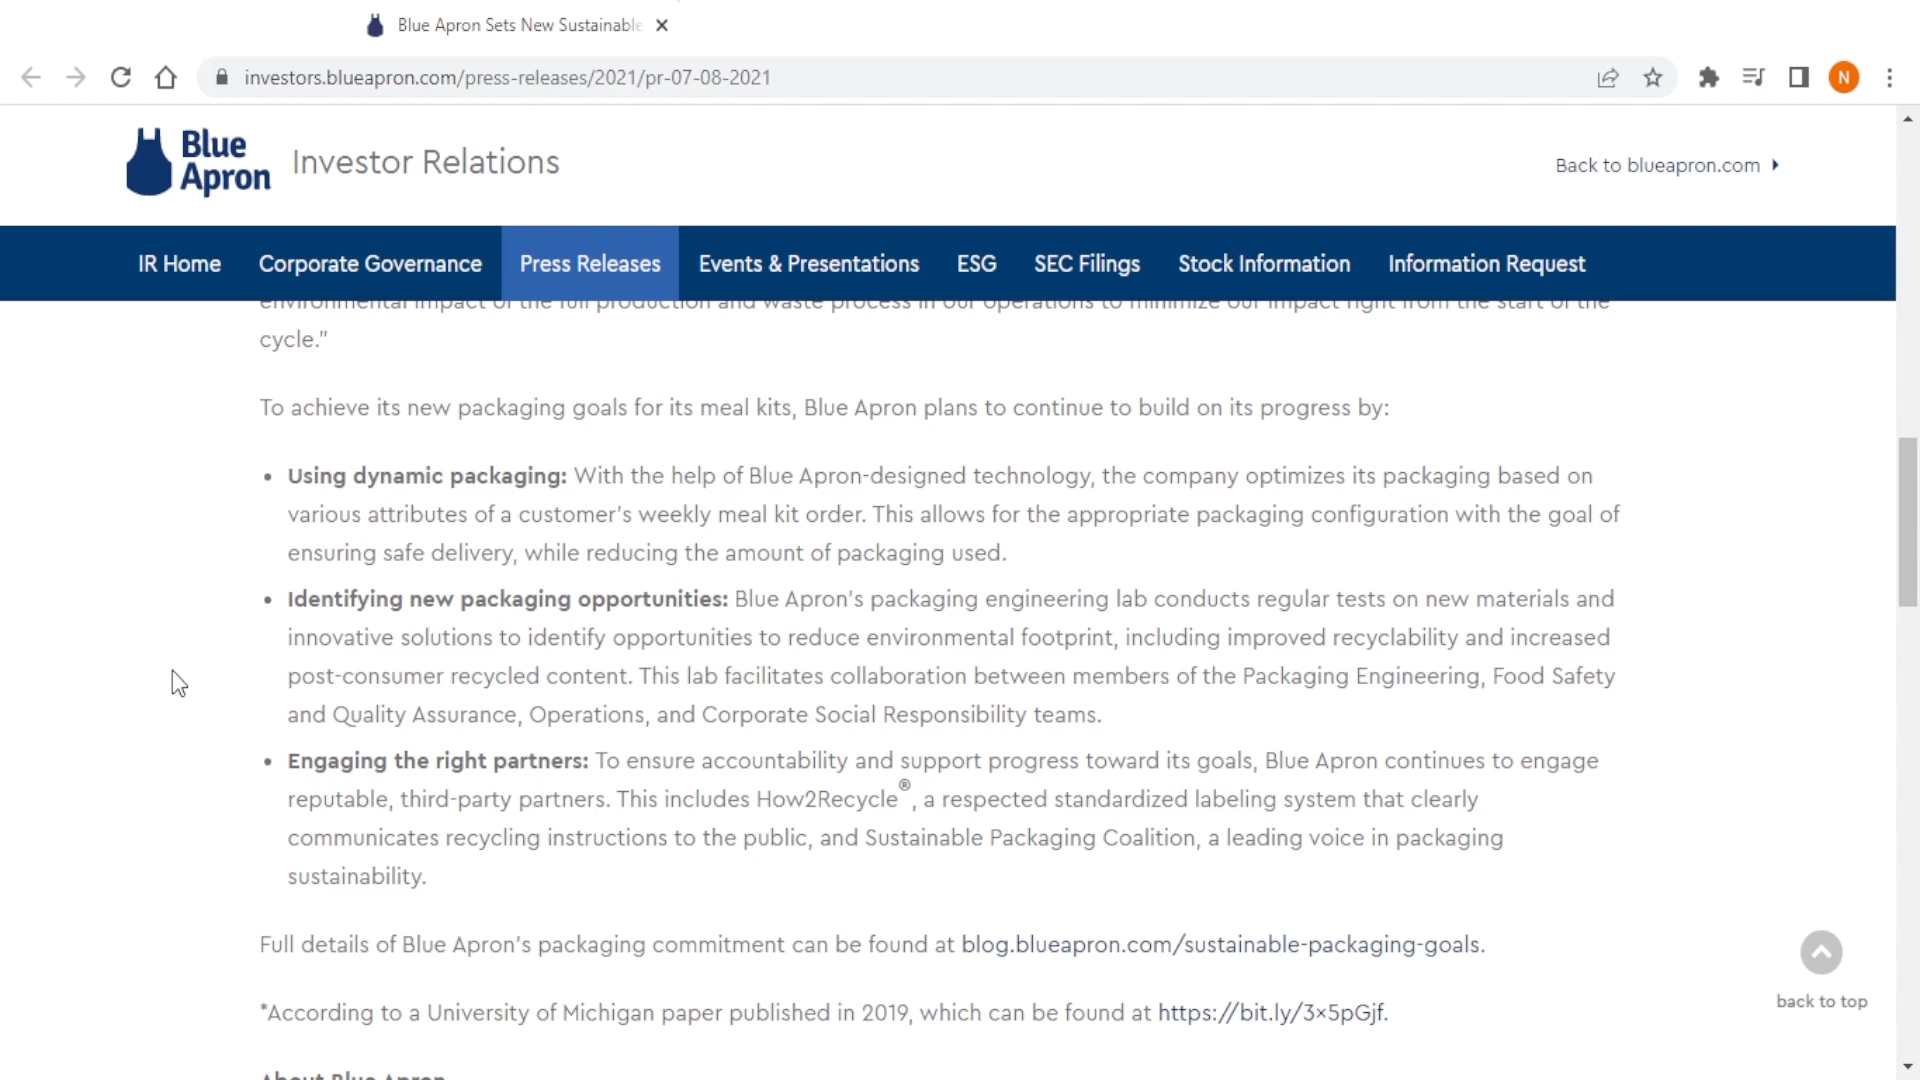 Blue Apron Sets New Sustainable
investors.blueapron.com/press-releases/2021/pr-07-08-2021
N
Blue
Apron
Investor Relations
Back to blueapron.com
IR Home Corporate Governance Press Releases Events & Presentations ESG SEC Filings Stock Information Information Request
environmental impact of the full production and waste process in our operations to minimize our impact right from the start of the
cycle.”
To achieve its new packaging goals for its meal kits, Blue Apron plans to continue to build on its progress by:
• Using dynamic packaging: With the help of Blue Apron-designed technology, the company optimizes its packaging based on
various attributes of a customer’s weekly meal kit order. This allows for the appropriate packaging configuration with the goal of
ensuring safe delivery, while reducing the amount of packaging used.
• Identifying new packaging opportunities: Blue Apron’s packaging engineering lab conducts regular tests on new materials and
innovative solutions to identify opportunities to reduce environmental footprint, including improved recyclability and increased
post-consumer recycled content. This lab facilitates collaboration between members of the Packaging Engineering, Food Safety
and Quality Assurance, Operations, and Corporate Social Responsibility teams.
• Engaging the right partners: To ensure accountability and support progress toward its goals, Blue Apron continues to engage
reputable, third-party partners. This includes How2Recycle®, a respected standardized labeling system that clearly
communicates recycling instructions to the public, and Sustainable Packaging Coalition, a leading voice in packaging
sustainability.
Full details of Blue Apron’s packaging commitment can be found at blog.blueapron.com/sustainable-packaging-goals.
*According to a University of Michigan paper published in 2019, which can be found at https://bit.ly/3x5pGjf.
back to top
About Blue Apron